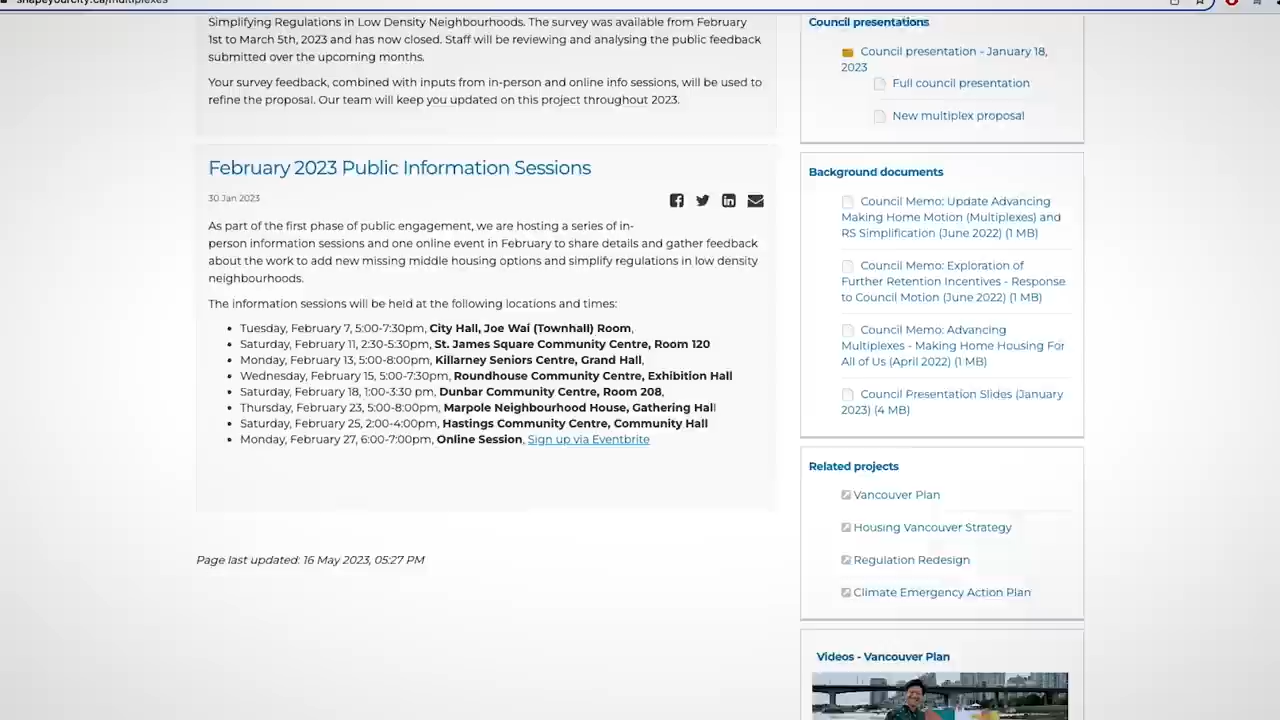 shapeyourcity.ca/multiplexes
Simplifying Regulations in Low Density Neighbourhoods. The survey was available from February
1st to March 5th, 2023 and has now closed. Staff will be reviewing and analysing the public feedback
submitted over the upcoming months.
Your survey feedback, combined with inputs from in-person and online info sessions, will be used to
refine the proposal. Our team will keep you updated on this project throughout 2023.
February 2023 Public Information Sessions
30 Jan 2023
As part of the first phase of public engagement, we are hosting a series of in-
person information sessions and one online event in February to share details and gather feedback
about the work to add new missing middle housing options and simplify regulations in low density
neighbourhoods.
The information sessions will be held at the following locations and times:
Tuesday, February 7, 5:00-7:30pm, City Hall, Joe Wai (Townhall) Room,
Saturday, February 11, 2:30-5:30pm, St. James Square Community Centre, Room 120
Monday, February 13, 5:00-8:00pm, Killarney Seniors Centre, Grand Hall,
Wednesday, February 15, 5:00-7:30pm, Roundhouse Community Centre, Exhibition Hall
Saturday, February 18, 1:00-3:30 pm, Dunbar Community Centre, Room 208,
Thursday, February 23, 5:00-8:00pm, Marpole Neighbourhood House, Gathering Hall
Saturday, February 25, 2:00-4:00pm, Hastings Community Centre, Community Hall
Monday, February 27, 6:00-7:00pm, Online Session, Sign up via Eventbrite
Page last updated: 16 May 2023, 05:27 PM
Council presentations
Council presentation - January 18,
2023
Full council presentation
New multiplex proposal
Background documents
Council Memo: Update Advancing
Making Home Motion (Multiplexes) and
RS Simplification (June 2022) (1 MB)
Council Memo: Exploration of
Further Retention Incentives - Response
to Council Motion (June 2022) (1 MB)
Council Memo: Advancing
Multiplexes - Making Home Housing For
All of Us (April 2022) (1 MB)
Council Presentation Slides (January
2023) (4 MB)
Related projects
Vancouver Plan
Housing Vancouver Strategy
Regulation Redesign
Climate Emergency Action Plan
Videos - Vancouver Plan